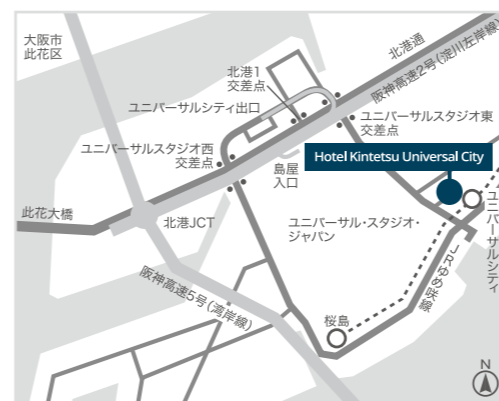 大阪市
此花区
北港通
阪神高速2号(淀川左岸線)
北港1
交差点
ユニバーサルシティ出口
ユニバーサルスタジオ東
交差点
ユニバーサルスタジオ西
交差点
島屋
入口
Hotel Kintetsu Universal City
ユニバーサルシティ
此花大橋
北港JCT
ユニバーサル・スタジオ・
ジャパン
JRゆめ咲線
阪神高速5号(湾岸線)
桜島
N